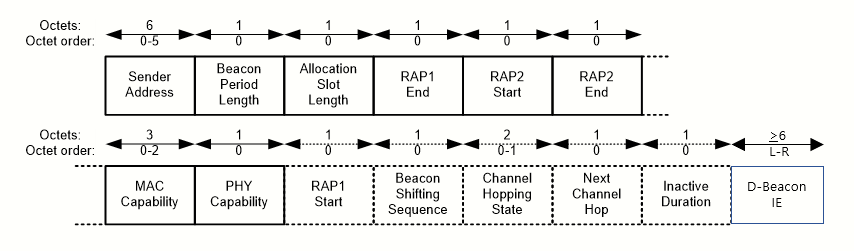 Octets: 6 1 1 1 1 1
Octet order: 0-5 0 0 0 0 0
Sender Address
Beacon Period Length
Allocation Slot Length
RAP1 End
RAP2 Start
RAP2 End
Octets: 3 1 1 1 2 1 1 ≥6
Octet order: 0-2 0 0 0 0-1 0 0 L-R
MAC Capability
PHY Capability
RAP1 Start
Beacon Shifting Sequence
Channel Hopping State
Next Channel Hop
Inactive Duration
D-Beacon IE